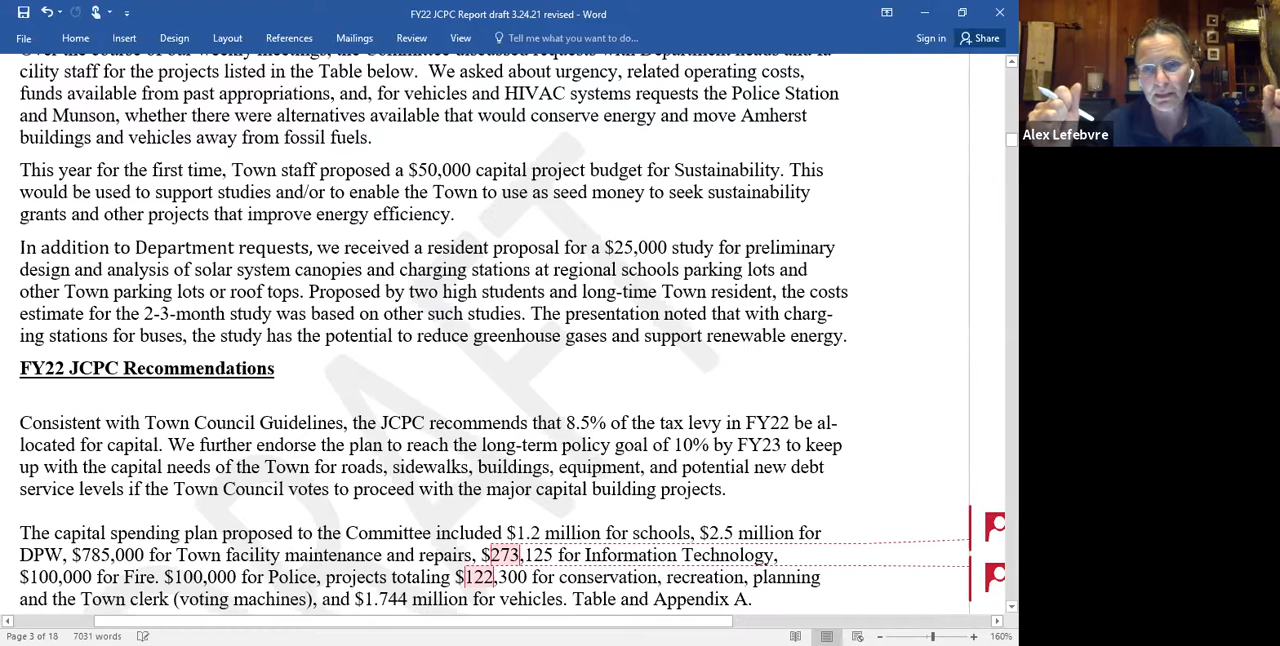 FY22 JCPC Report draft 3.24.21 revised - Word
File Home Insert Design Layout References Mailings Review View Tell me what you want to do... Sign in Share
cility staff for the projects listed in the Table below. We asked about urgency, related operating costs,
funds available from past appropriations, and, for vehicles and HIVAC systems requests the Police Station
and Munson, whether there were alternatives available that would conserve energy and move Amherst
buildings and vehicles away from fossil fuels.
This year for the first time, Town staff proposed a $50,000 capital project budget for Sustainability. This
would be used to support studies and/or to enable the Town to use as seed money to seek sustainability
grants and other projects that improve energy efficiency.
In addition to Department requests, we received a resident proposal for a $25,000 study for preliminary
design and analysis of solar system canopies and charging stations at regional schools parking lots and
other Town parking lots or roof tops. Proposed by two high students and long-time Town resident, the costs
estimate for the 2-3-month study was based on other such studies. The presentation noted that with charg-
ing stations for buses, the study has the potential to reduce greenhouse gases and support renewable energy.
FY22 JCPC Recommendations
Consistent with Town Council Guidelines, the JCPC recommends that 8.5% of the tax levy in FY22 be al-
located for capital. We further endorse the plan to reach the long-term policy goal of 10% by FY23 to keep
up with the capital needs of the Town for roads, sidewalks, buildings, equipment, and potential new debt
service levels if the Town Council votes to proceed with the major capital building projects.
The capital spending plan proposed to the Committee included $1.2 million for schools, $2.5 million for
DPW, $785,000 for Town facility maintenance and repairs, $273,125 for Information Technology,
$100,000 for Fire. $100,000 for Police, projects totaling $122,300 for conservation, recreation, planning
and the Town clerk (voting machines), and $1.744 million for vehicles. Table and Appendix A.
DRAFT
Page 3 of 18 7031 words 160%
Alex Lefebvre